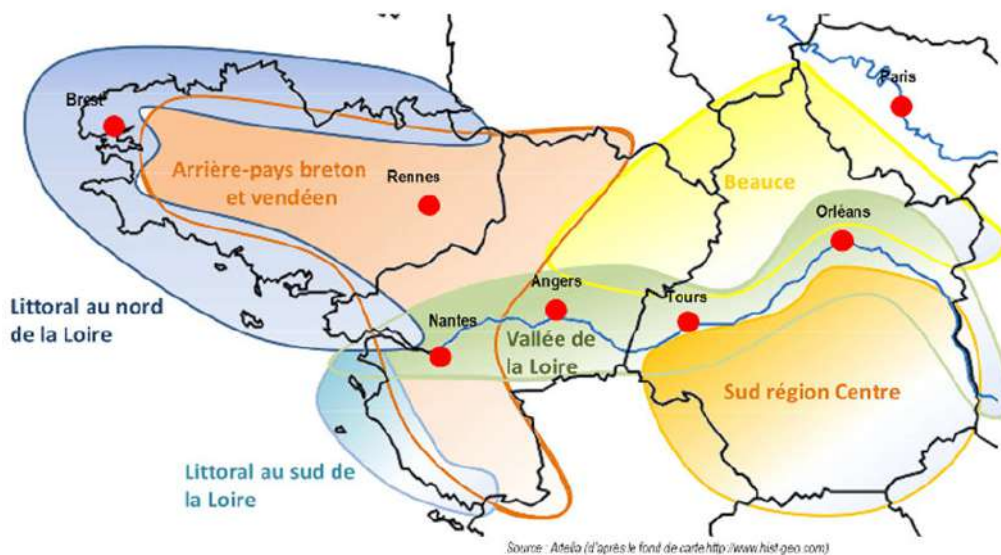 Paris
Brest
Arrière-pays breton
et vendéen
Rennes
Beauce
Orléans
Littoral au nord
de la Loire
Angers
Tours
Nantes
Vallée de
la Loire
Sud région Centre
Littoral au sud de
la Loire
Source : Artelia (d'après le fond de carte http://www.hist-geo.com)